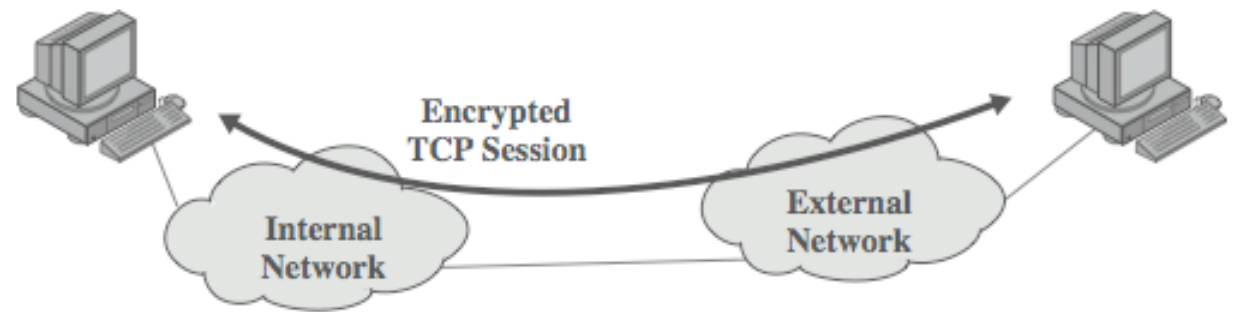 Encrypted
TCP Session
Internal
Network
External
Network